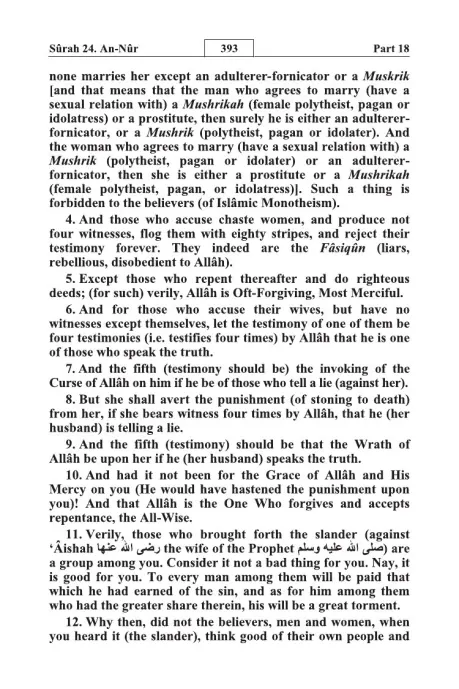 Sûrah 24. An-Nûr 393 Part 18
none marries her except an adulterer-fornicator or a Muskrik
[and that means that the man who agrees to marry (have a
sexual relation with) a Mushrikah (female polytheist, pagan or
idolatress) or a prostitute, then surely he is either an adulterer-
fornicator, or a Mushrik (polytheist, pagan or idolater). And
the woman who agrees to marry (have a sexual relation with) a
Mushrik (polytheist, pagan or idolater) or an adulterer-
fornicator, then she is either a prostitute or a Mushrikah
(female polytheist, pagan, or idolatress)]. Such a thing is
forbidden to the believers (of Islâmic Monotheism).
4. And those who accuse chaste women, and produce not
four witnesses, flog them with eighty stripes, and reject their
testimony forever. They indeed are the Fâsiqûn (liars,
rebellious, disobedient to Allâh).
5. Except those who repent thereafter and do righteous
deeds; (for such) verily, Allâh is Oft-Forgiving, Most Merciful.
6. And for those who accuse their wives, but have no
witnesses except themselves, let the testimony of one of them be
four testimonies (i.e. testifies four times) by Allâh that he is one
of those who speak the truth.
7. And the fifth (testimony should be) the invoking of the
Curse of Allâh on him if he be of those who tell a lie (against her).
8. But she shall avert the punishment (of stoning to death)
from her, if she bears witness four times by Allâh, that he (her
husband) is telling a lie.
9. And the fifth (testimony) should be that the Wrath of
Allâh be upon her if he (her husband) speaks the truth.
10. And had it not been for the Grace of Allâh and His
Mercy on you (He would have hastened the punishment upon
you)! And that Allâh is the One Who forgives and accepts
repentance, the All-Wise.
11. Verily, those who brought forth the slander (against
‘Âishah رضى الله عنها the wife of the Prophet صلى الله عليه وسلم) are
a group among you. Consider it not a bad thing for you. Nay, it
is good for you. To every man among them will be paid that
which he had earned of the sin, and as for him among them
who had the greater share therein, his will be a great torment.
12. Why then, did not the believers, men and women, when
you heard it (the slander), think good of their own people and